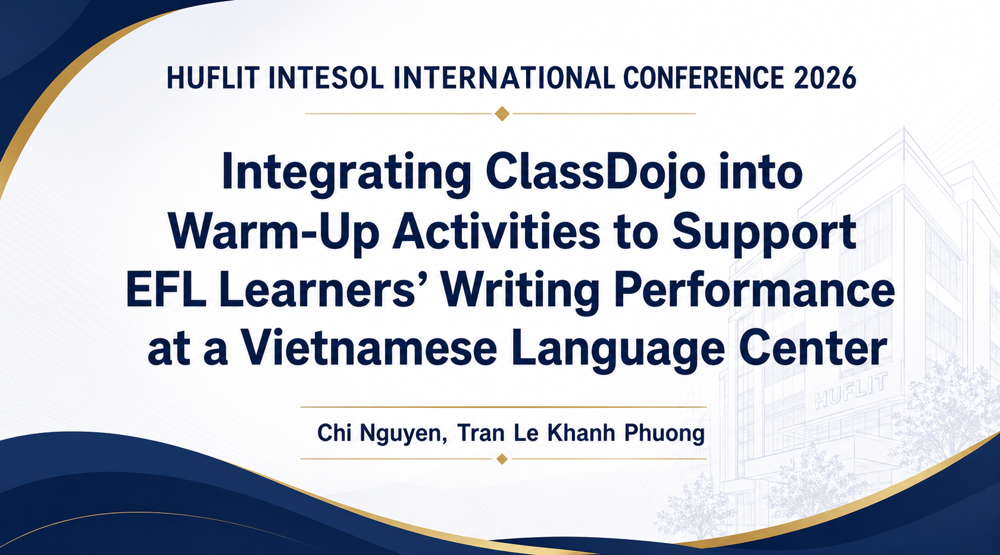 HUFLIT INTESOL INTERNATIONAL CONFERENCE 2026
Integrating ClassDojo into
Warm-Up Activities to Support
EFL Learners’ Writing Performance
at a Vietnamese Language Center
HUFLIT
Chi Nguyen, Tran Le Khanh Phuong